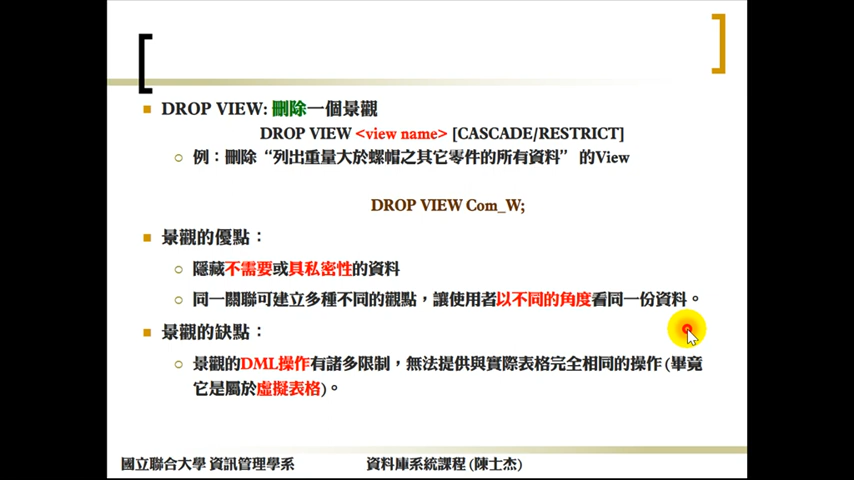 DROP VIEW: 刪除一個景觀
DROP VIEW <view name> [CASCADE/RESTRICT]
例：刪除“列出重量大於螺帽之其它零件的所有資料” 的View
DROP VIEW Com_W;
景觀的優點：
隱藏不需要或具私密性的資料
同一關聯可建立多種不同的觀點，讓使用者以不同的角度看同一份資料。
景觀的缺點：
景觀的DML操作有諸多限制，無法提供與實際表格完全相同的操作 (畢竟
它是屬於虛擬表格)。
國立聯合大學 資訊管理學系
資料庫系統課程 (陳士杰)